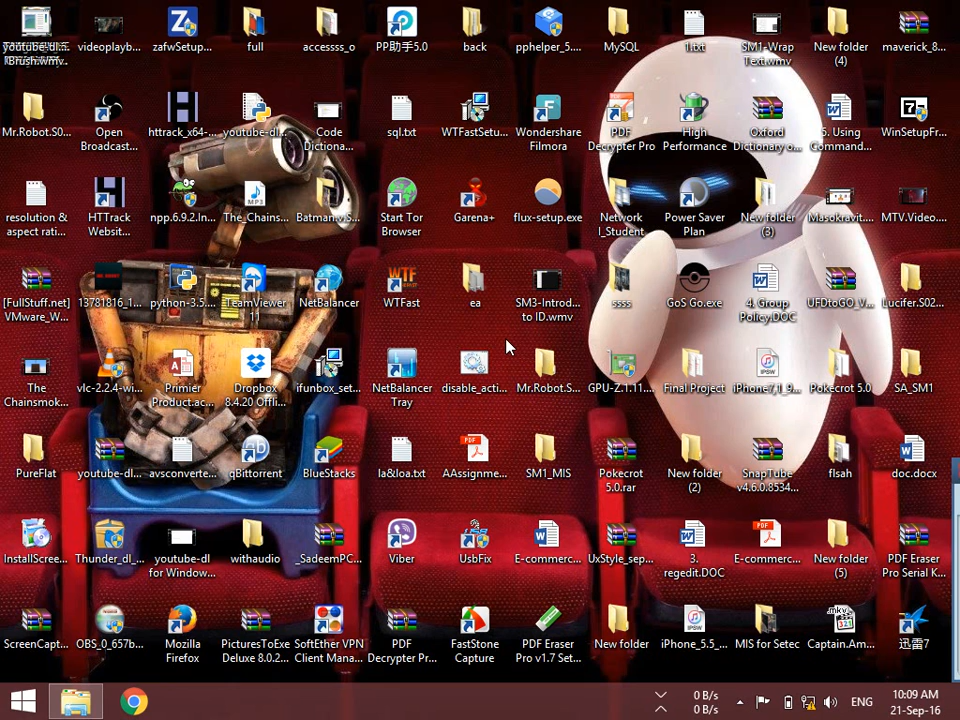 videoplayb...
zafwSetup...
full
accessss_o
PP助手5.0
back
pphelper_5....
MySQL
1.txt
SM1-Wrap
Text.wmv
New folder
(4)
maverick_8...
Mr.Robot.S0...
Open
Broadcast...
httrack_x64-...
youtube-dl...
Code
Dictiona...
sql.txt
WTFastSetu...
Wondershare
Filmora
PDF
Decrypter Pro
High
Performance
Oxford
Dictionary o...
5. Using
Command...
WinSetupFr...
resolution &
aspect rati...
HTTrack
Websit...
npp.6.9.2.In...
The_Chains...
Batman.v.S...
Start Tor
Browser
Garena+
flux-setup.exe
Network
I_Student
Power Saver
Plan
New folder
(3)
Masdkravit...
MTV.Video....
[FullStuff.net]
VMware_W...
13781816_1...
python-3.5....
TeamViewer
11
NetBalancer
WTFast
ea
SM3-Introd...
to ID.wmv
ssss
GoS Go.exe
4. Group
Policy.DOC
UFDtoGO_V...
Lucifer.S02...
The
Chainsmok...
vlc-2.2.4-wi...
Primier
Product.ac...
Dropbox
8.4.20 Offli...
ifunbox_set...
NetBalancer
Tray
disable_acti...
Mr.Robot.S...
GPU-Z.1.11....
Final Project
iPhone7,1_9...
Pokecrot 5.0
SA_SM1
PureFlat
youtube-dl...
avsconverte...
qBittorrent
BlueStacks
la&loa.txt
AAssignme...
SM1_MIS
Pokecrot
5.0.rar
New folder
(2)
SnapTube
v4.6.0.8534...
flsah
doc.docx
InstallScree...
Thunder_dl_...
youtube-dl
for Window...
withaudio
_SadeemPC...
Viber
UsbFix
E-commerc...
UxStyle_sep...
3.
regedit.DOC
E-commerc...
New folder
(5)
PDF Eraser
Pro Serial K...
ScreenCapt...
OBS_0_657b...
Mozilla
Firefox
PicturesToExe
Deluxe 8.0.2...
SoftEther VPN
Client Mana...
PDF
Decrypter Pr...
FastStone
Capture
PDF Eraser
Pro v1.7 Set...
New folder
iPhone_5.5_...
MIS for Setec
Captain.Am...
迅雷7
0 B/s
0 B/s
ENG
10:09 AM
21-Sep-16